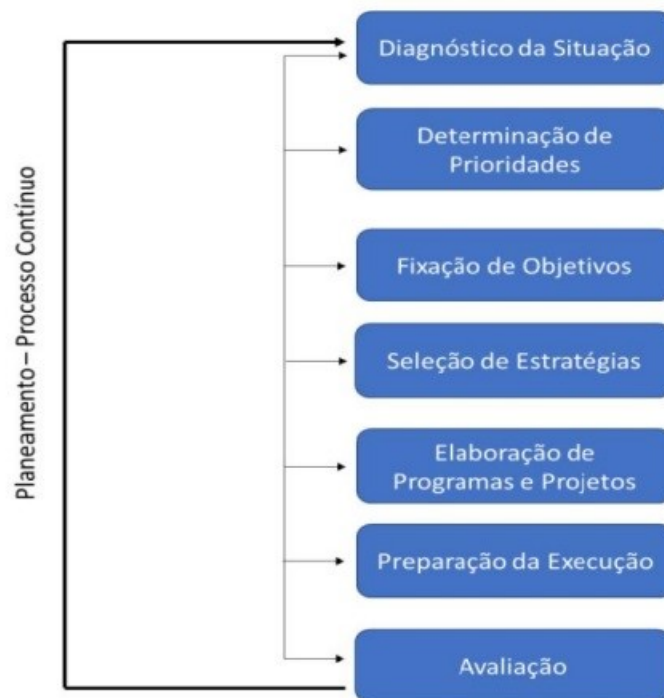 Planeamento – Processo Contínuo
Diagnóstico da Situação
Determinação de
Prioridades
Fixação de Objetivos
Seleção de Estratégias
Elaboração de
Programas e Projetos
Preparação da Execução
Avaliação